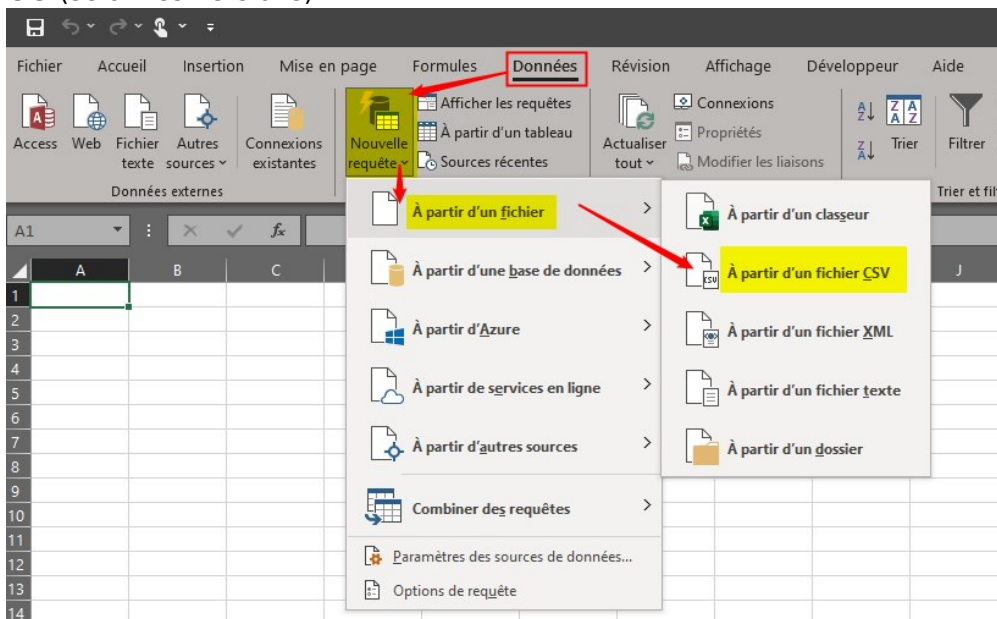 Fichier Accueil Insertion Mise en page Formules Données Révision Affichage Développeur Aide
Access
Web
Fichier
texte
Autres
sources
Connexions
existantes
Données externes
Nouvelle
requête
Afficher les requêtes
À partir d'un tableau
Sources récentes
Actualiser
tout
Connexions
Propriétés
Modifier les liaisons
Trier
Filtrer
Trier et fil
A1
fx
A B C J
1
2
3
4
5
6
7
8
9
10
11
12
13
14
À partir d'un fichier
À partir d'une base de données
À partir d'Azure
À partir de services en ligne
À partir d'autres sources
Combiner des requêtes
Paramètres des sources de données...
Options de requête
À partir d'un classeur
À partir d'un fichier CSV
À partir d'un fichier XML
À partir d'un fichier texte
À partir d'un dossier